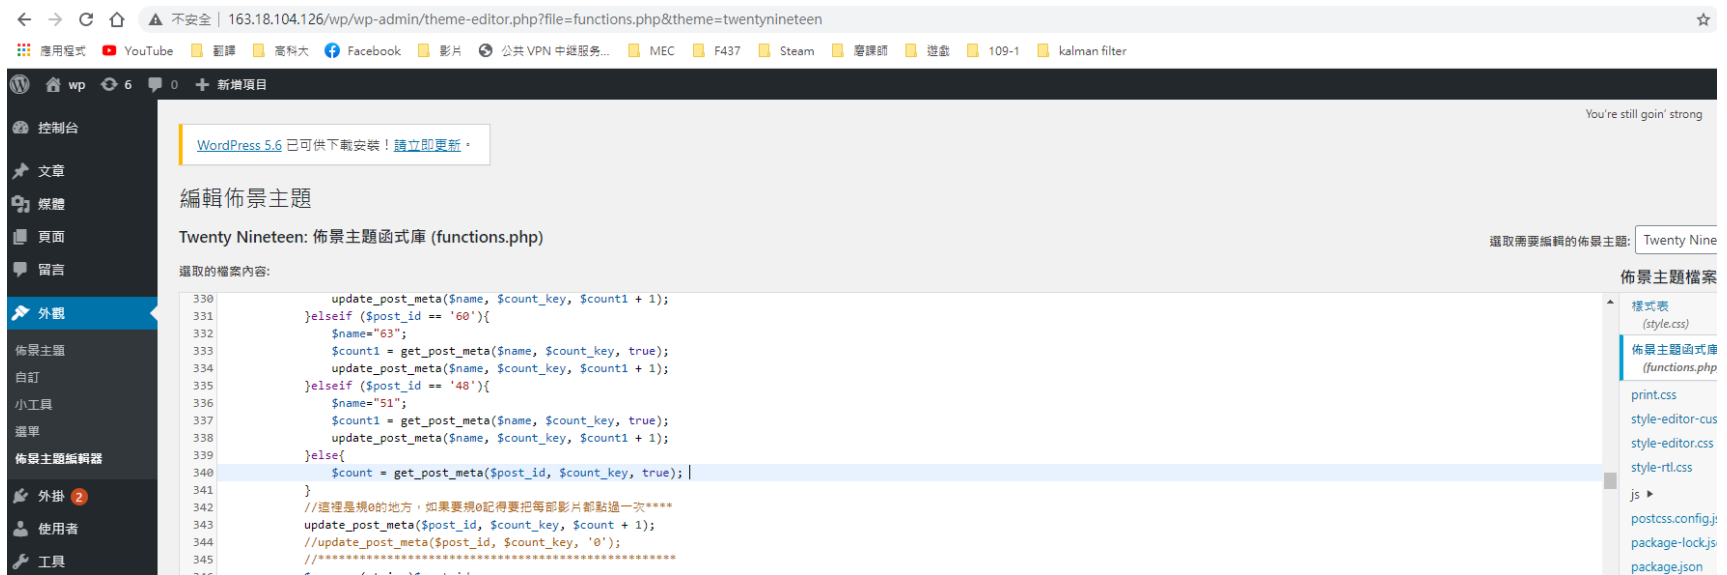 不安全 | 163.18.104.126/wp/wp-admin/theme-editor.php?file=functions.php&theme=twentynineteen
應用程式 YouTube 翻譯 高科大 Facebook 影片 公共 VPN 中継服务... MEC F437 Steam 磨課師 遊戲 109-1 kalman filter
wp 6 0 新增項目
You're still goin' strong
控制台
文章
媒體
頁面
留言
外觀
佈景主題
自訂
小工具
選單
佈景主題編輯器
外掛 2
使用者
工具
WordPress 5.6 已可供下載安裝！請立即更新。
編輯佈景主題
Twenty Nineteen: 佈景主題函式庫 (functions.php)
選取需要編輯的佈景主題: Twenty Nine
選取的檔案內容:
330 update_post_meta($name, $count_key, $count1 + 1);
331 }elseif ($post_id == '60'){
332 $name="63";
333 $count1 = get_post_meta($name, $count_key, true);
334 update_post_meta($name, $count_key, $count1 + 1);
335 }elseif ($post_id == '48'){
336 $name="51";
337 $count1 = get_post_meta($name, $count_key, true);
338 update_post_meta($name, $count_key, $count1 + 1);
339 }else{
340 $count = get_post_meta($post_id, $count_key, true);
341 }
342 //這裡是規0的地方，如果要規0記得要把每部影片都點過一次****
343 update_post_meta($post_id, $count_key, $count + 1);
344 //update_post_meta($post_id, $count_key, '0');
345 //*****************************************************
佈景主題檔案
樣式表
(style.css)
佈景主題函式庫
(functions.php
print.css
style-editor-cus
style-editor.css
style-rtl.css
js
postcss.config.js
package-lock.js
package.json